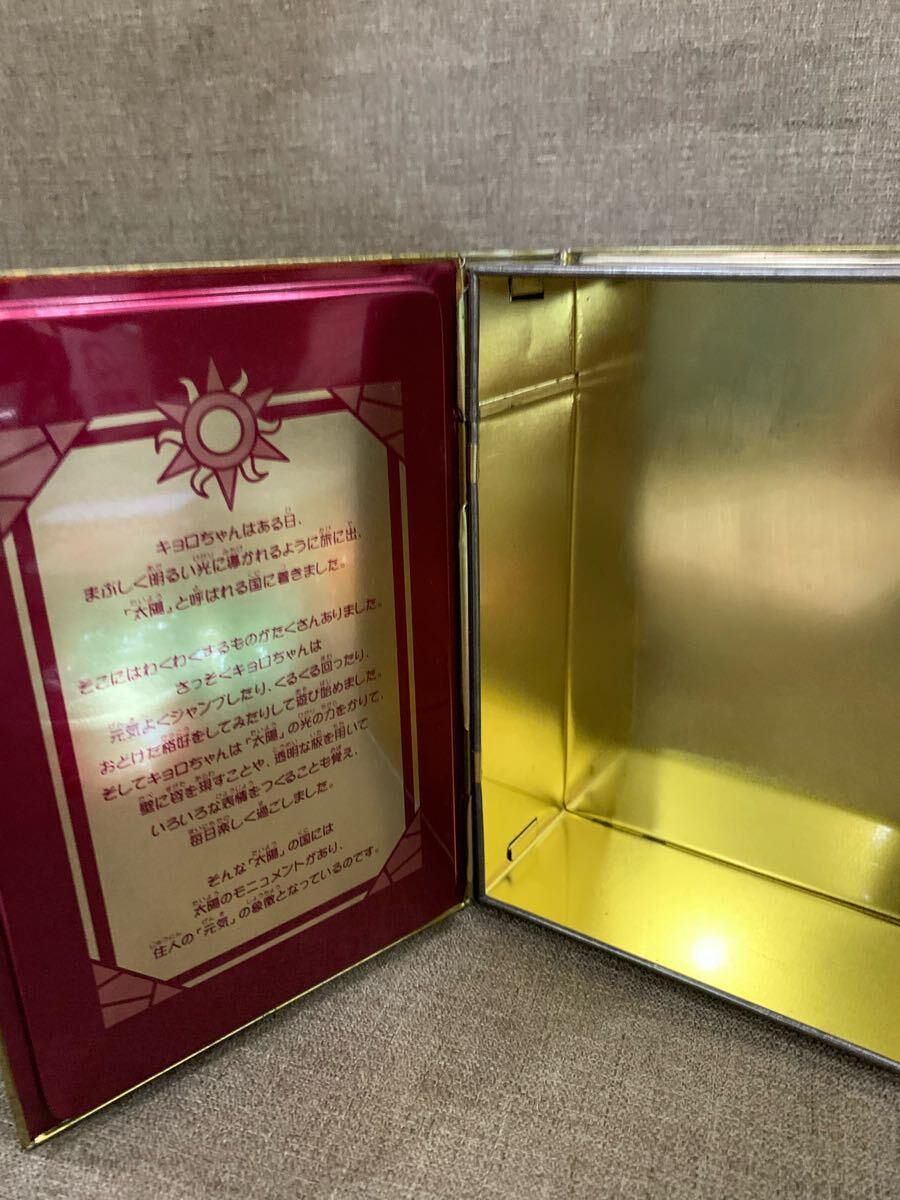 キョロちゃんはある日、
まぶしく明るい光に導かれるように旅に出、
「太陽」と呼ばれる国に着きました。
そこにはわくわくするものがたくさんありました。
さっそくキョロちゃんは
元気よくジャンプしたり、くるくる回ったり、
おどけた格好をしてみたりして遊び始めました。
そしてキョロちゃんは「太陽」の光の力をかりて、
壁に姿を現すことや、透明な板を用いて
いろいろな表情をつくることも覚え、
毎日楽しく過ごしました。
そんな「太陽」の国には
太陽のモニュメントがあり、
住人の「元気」の象徴となっているのです。